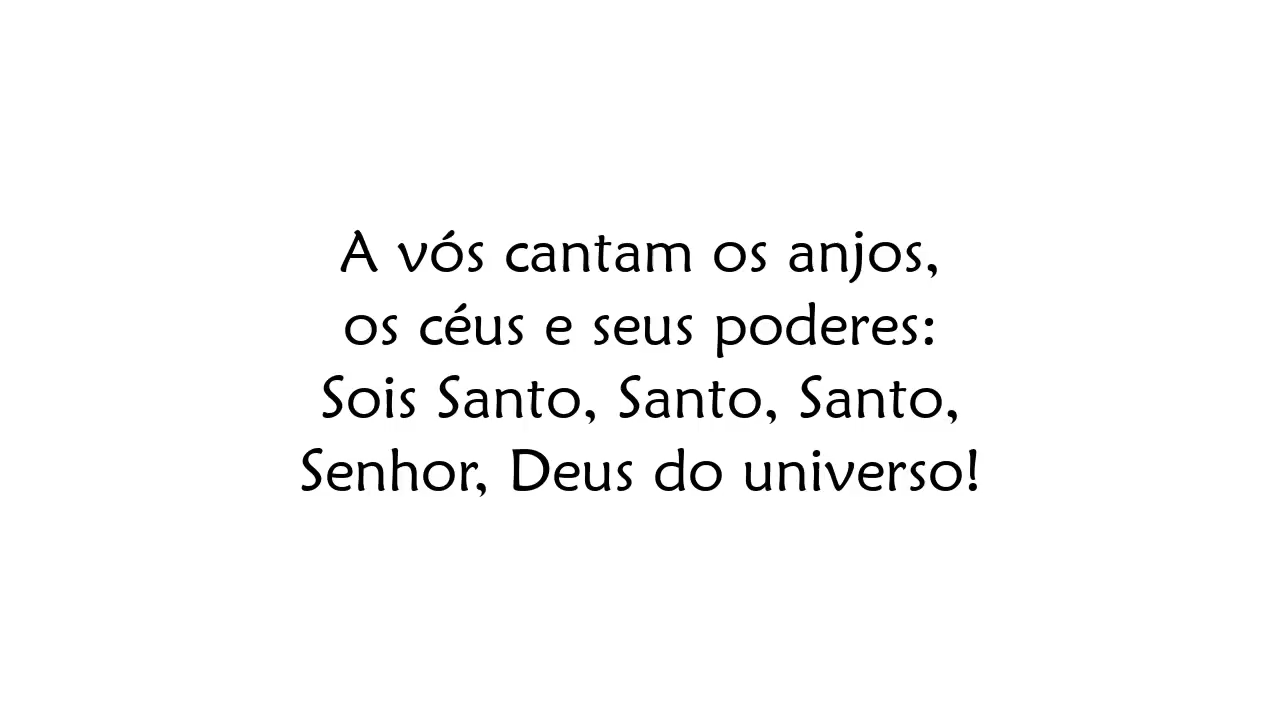 A vós cantam os anjos,
os céus e seus poderes:
Sois Santo, Santo, Santo,
Senhor, Deus do universo!